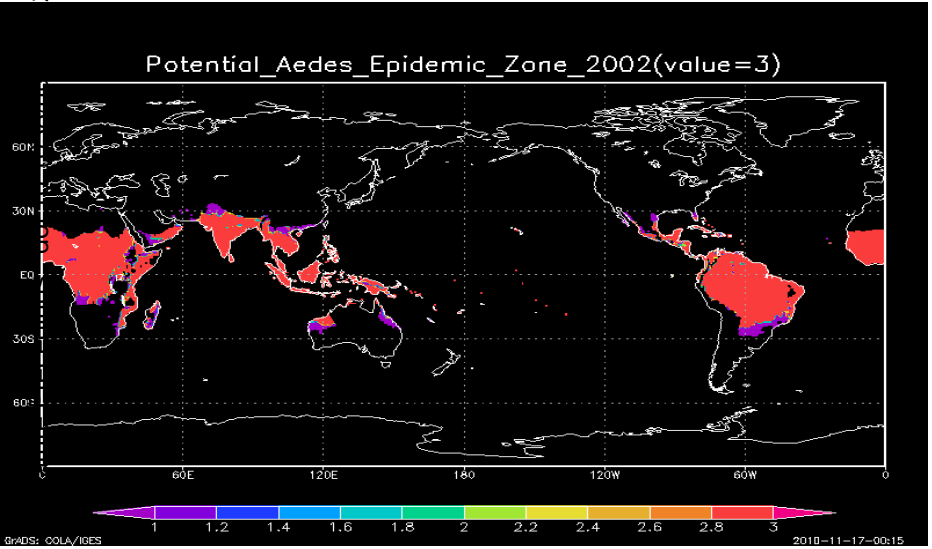 Potential_Aedes_Epidemic_Zone_2002(value=3)
60N
30N
EQ
30S
60S
0 60E 120E 180 120W 60W 0
1 1.2 1.4 1.6 1.8 2 2.2 2.4 2.6 2.8 3
GrADS: COLA/IGES 2010-11-17-00:15